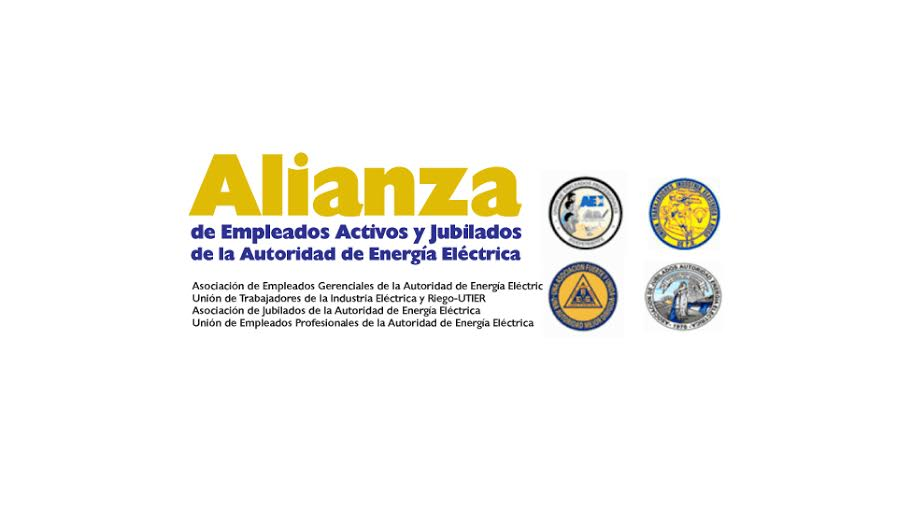 Alianza
de Empleados Activos y Jubilados
de la Autoridad de Energía Eléctrica
Asociación de Empleados Gerenciales de la Autoridad de Energía Eléctric
Unión de Trabajadores de la Industria Eléctrica y Riego-UTIER
Asociación de Jubilados de la Autoridad de Energía Eléctrica
Unión de Empleados Profesionales de la Autoridad de Energía Eléctrica